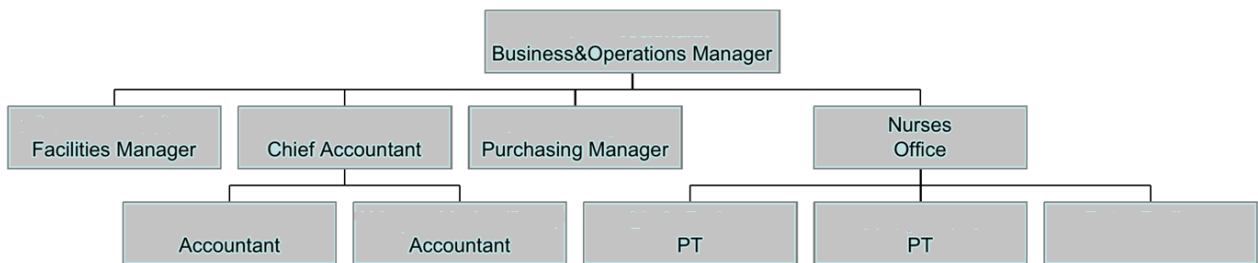 Business&Operations Manager
Facilities Manager
Chief Accountant
Purchasing Manager
Nurses
Office
Accountant
Accountant
PT
PT